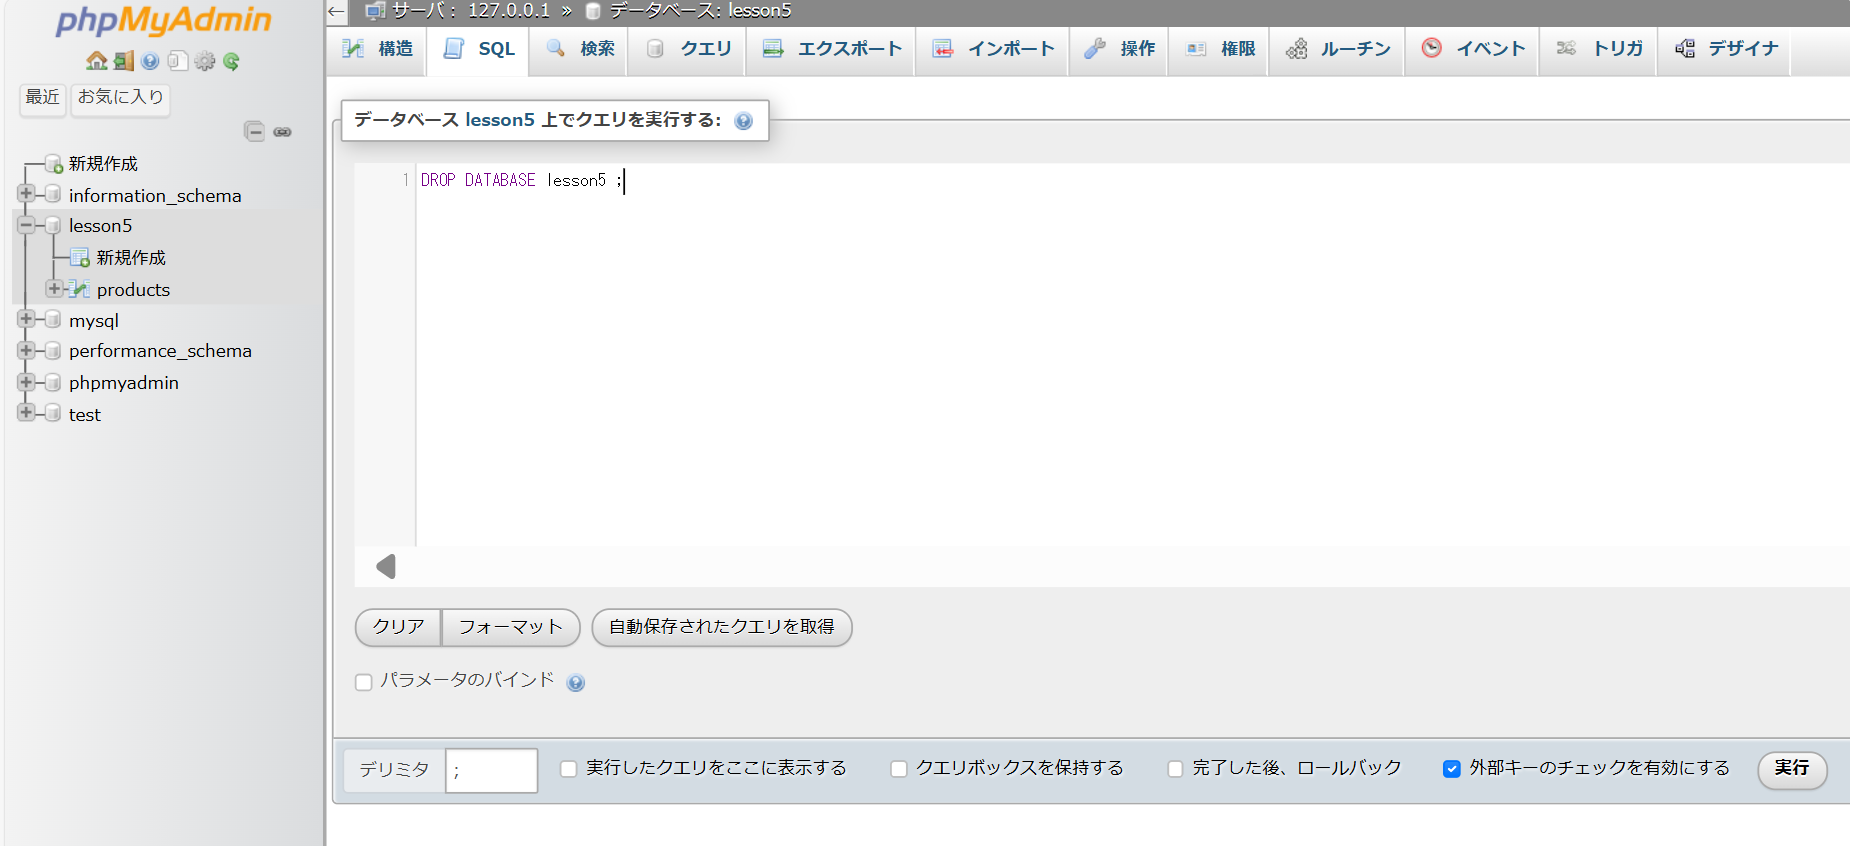 phpMyAdmin
最近 お気に入り
新規作成
information_schema
lesson5
新規作成
products
mysql
performance_schema
phpmyadmin
test
サーバ： 127.0.0.1 » データベース: lesson5
構造 SQL 検索 クエリ エクスポート インポート 操作 権限 ルーチン イベント トリガ デザイナ
データベース lesson5 上でクエリを実行する:
1 DROP DATABASE lesson5 ;
クリア フォーマット 自動保存されたクエリを取得
パラメータのバインド
デリミタ ; 実行したクエリをここに表示する クエリボックスを保持する 完了した後、ロールバック 外部キーのチェックを有効にする 実行